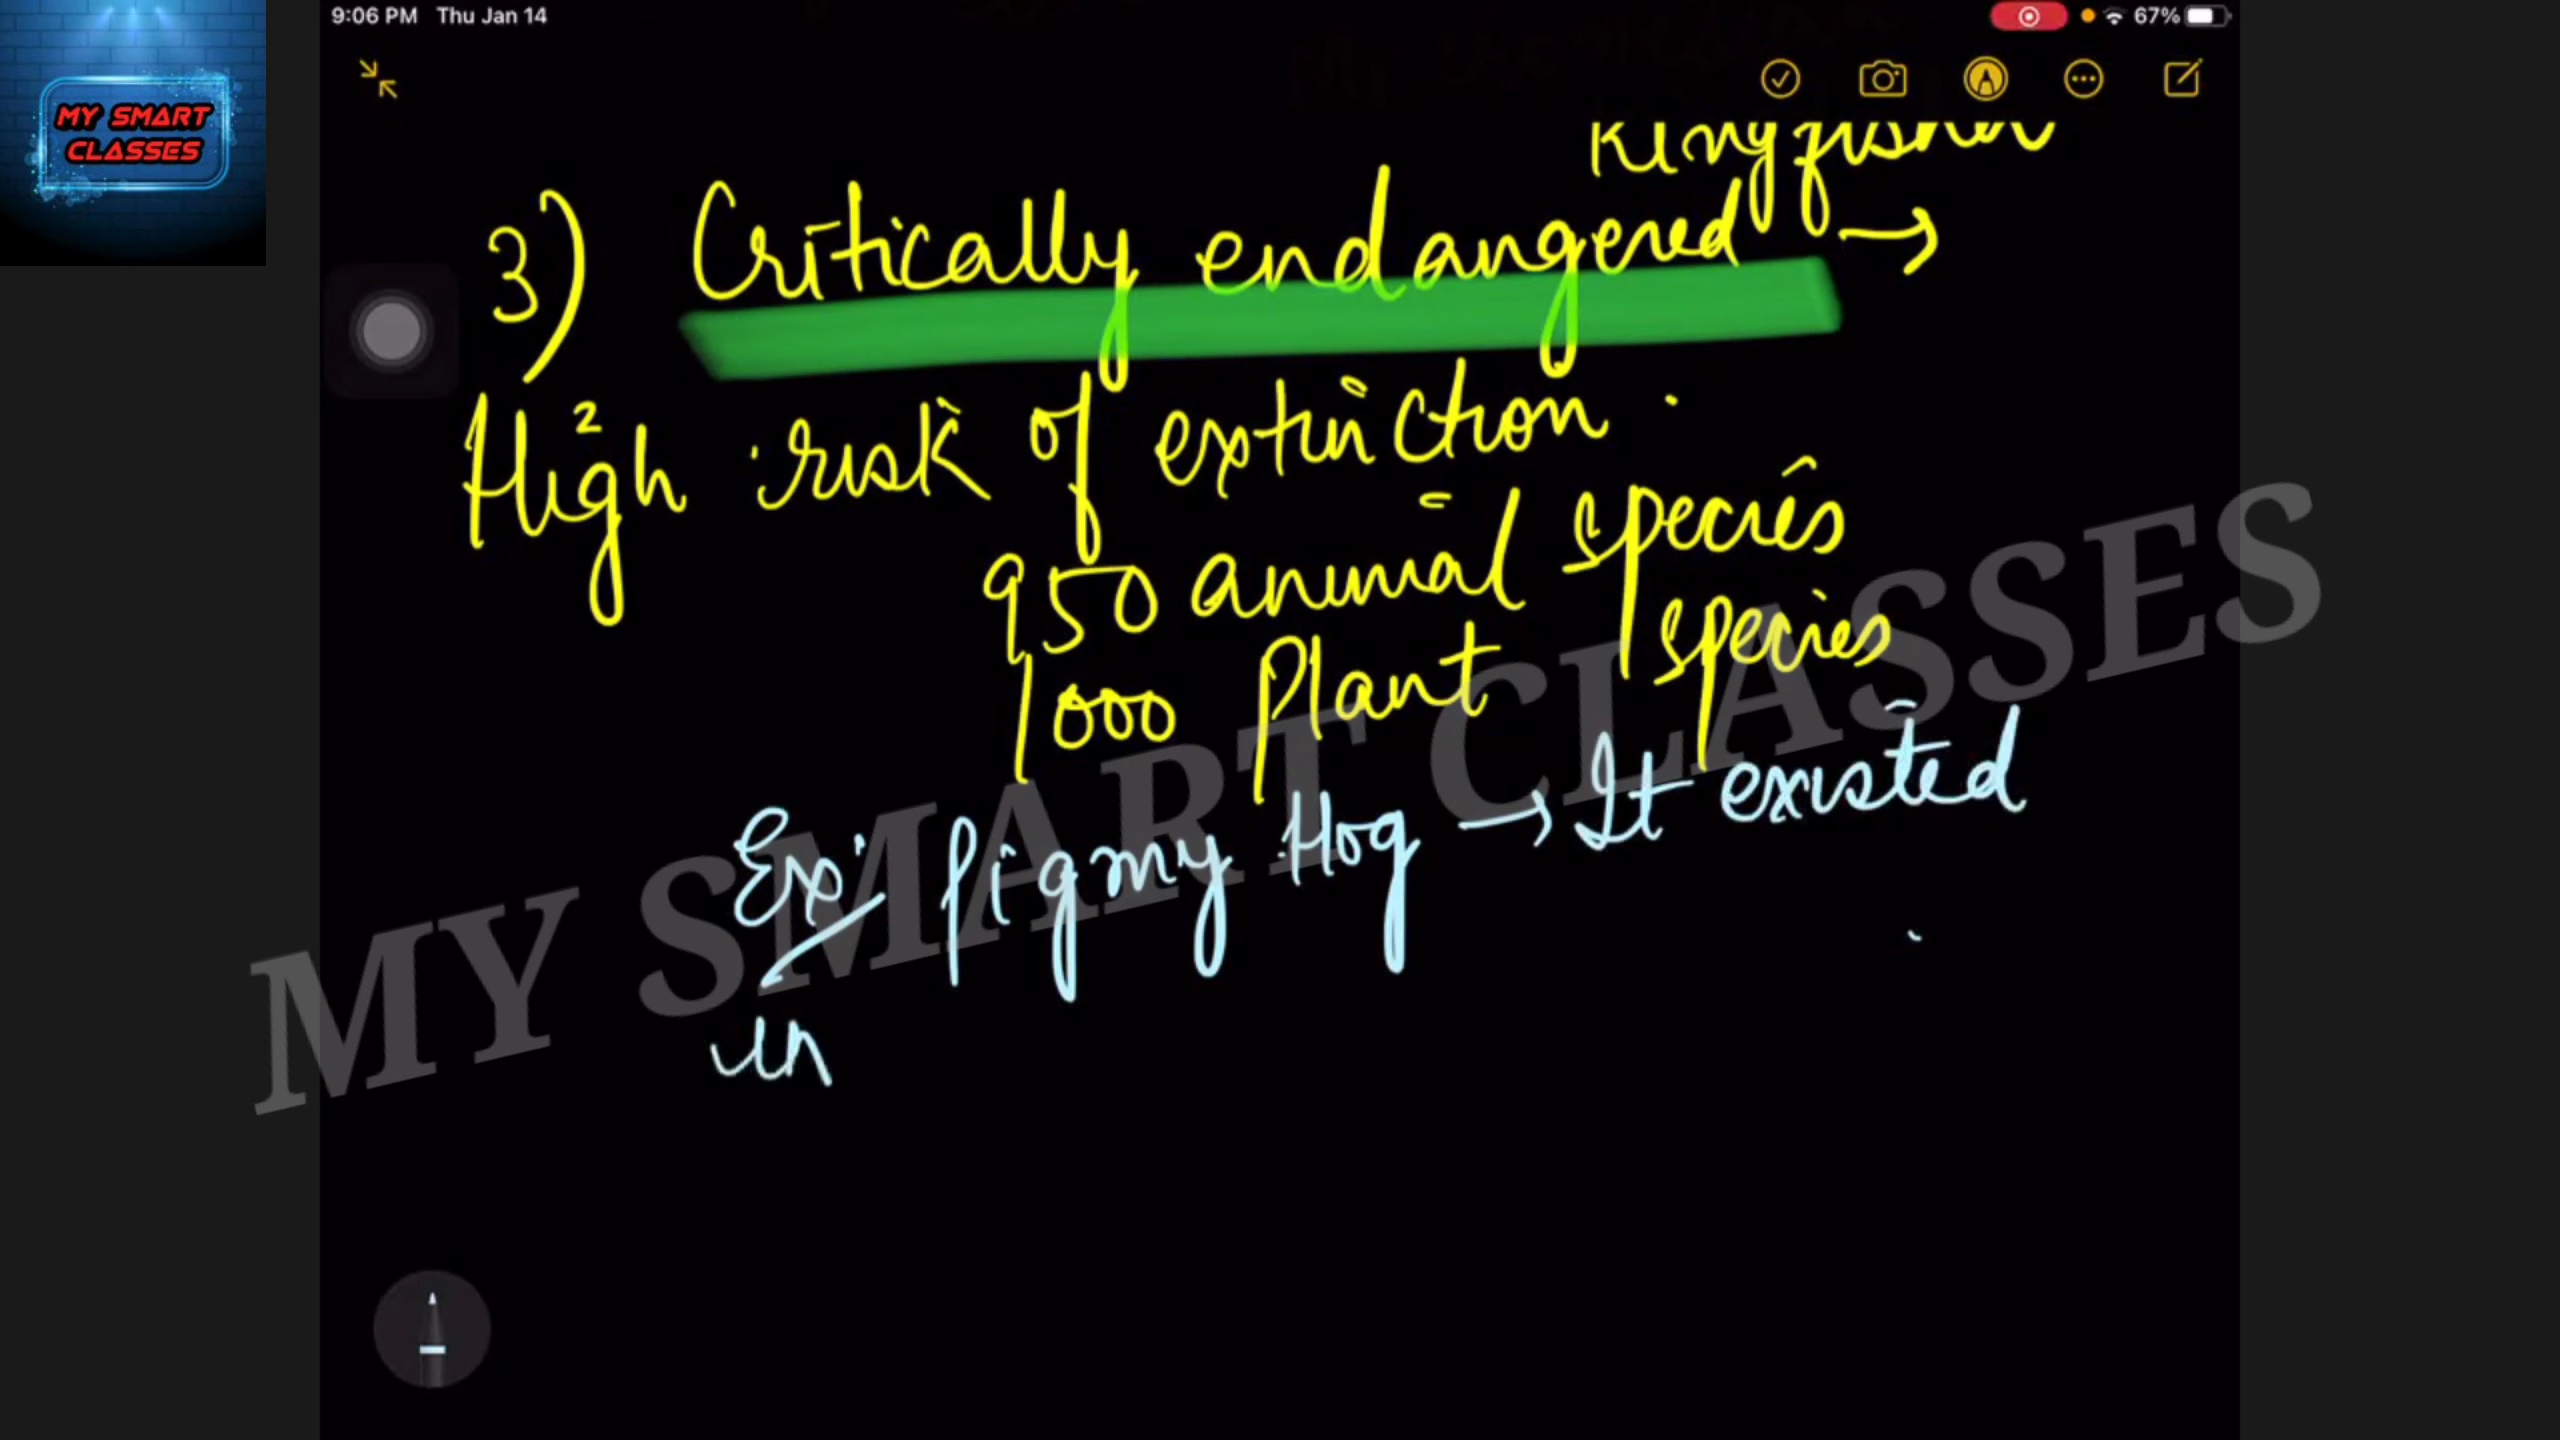 9:06 PM Thu Jan 14
67%
MY SMART
CLASSES
Kingfisher
3) Critically endangered →
High risk of extinction.
950 animal species
1000 Plant species
Ex: Pigmy Hog → It existed
in
MY SMART CLASSES